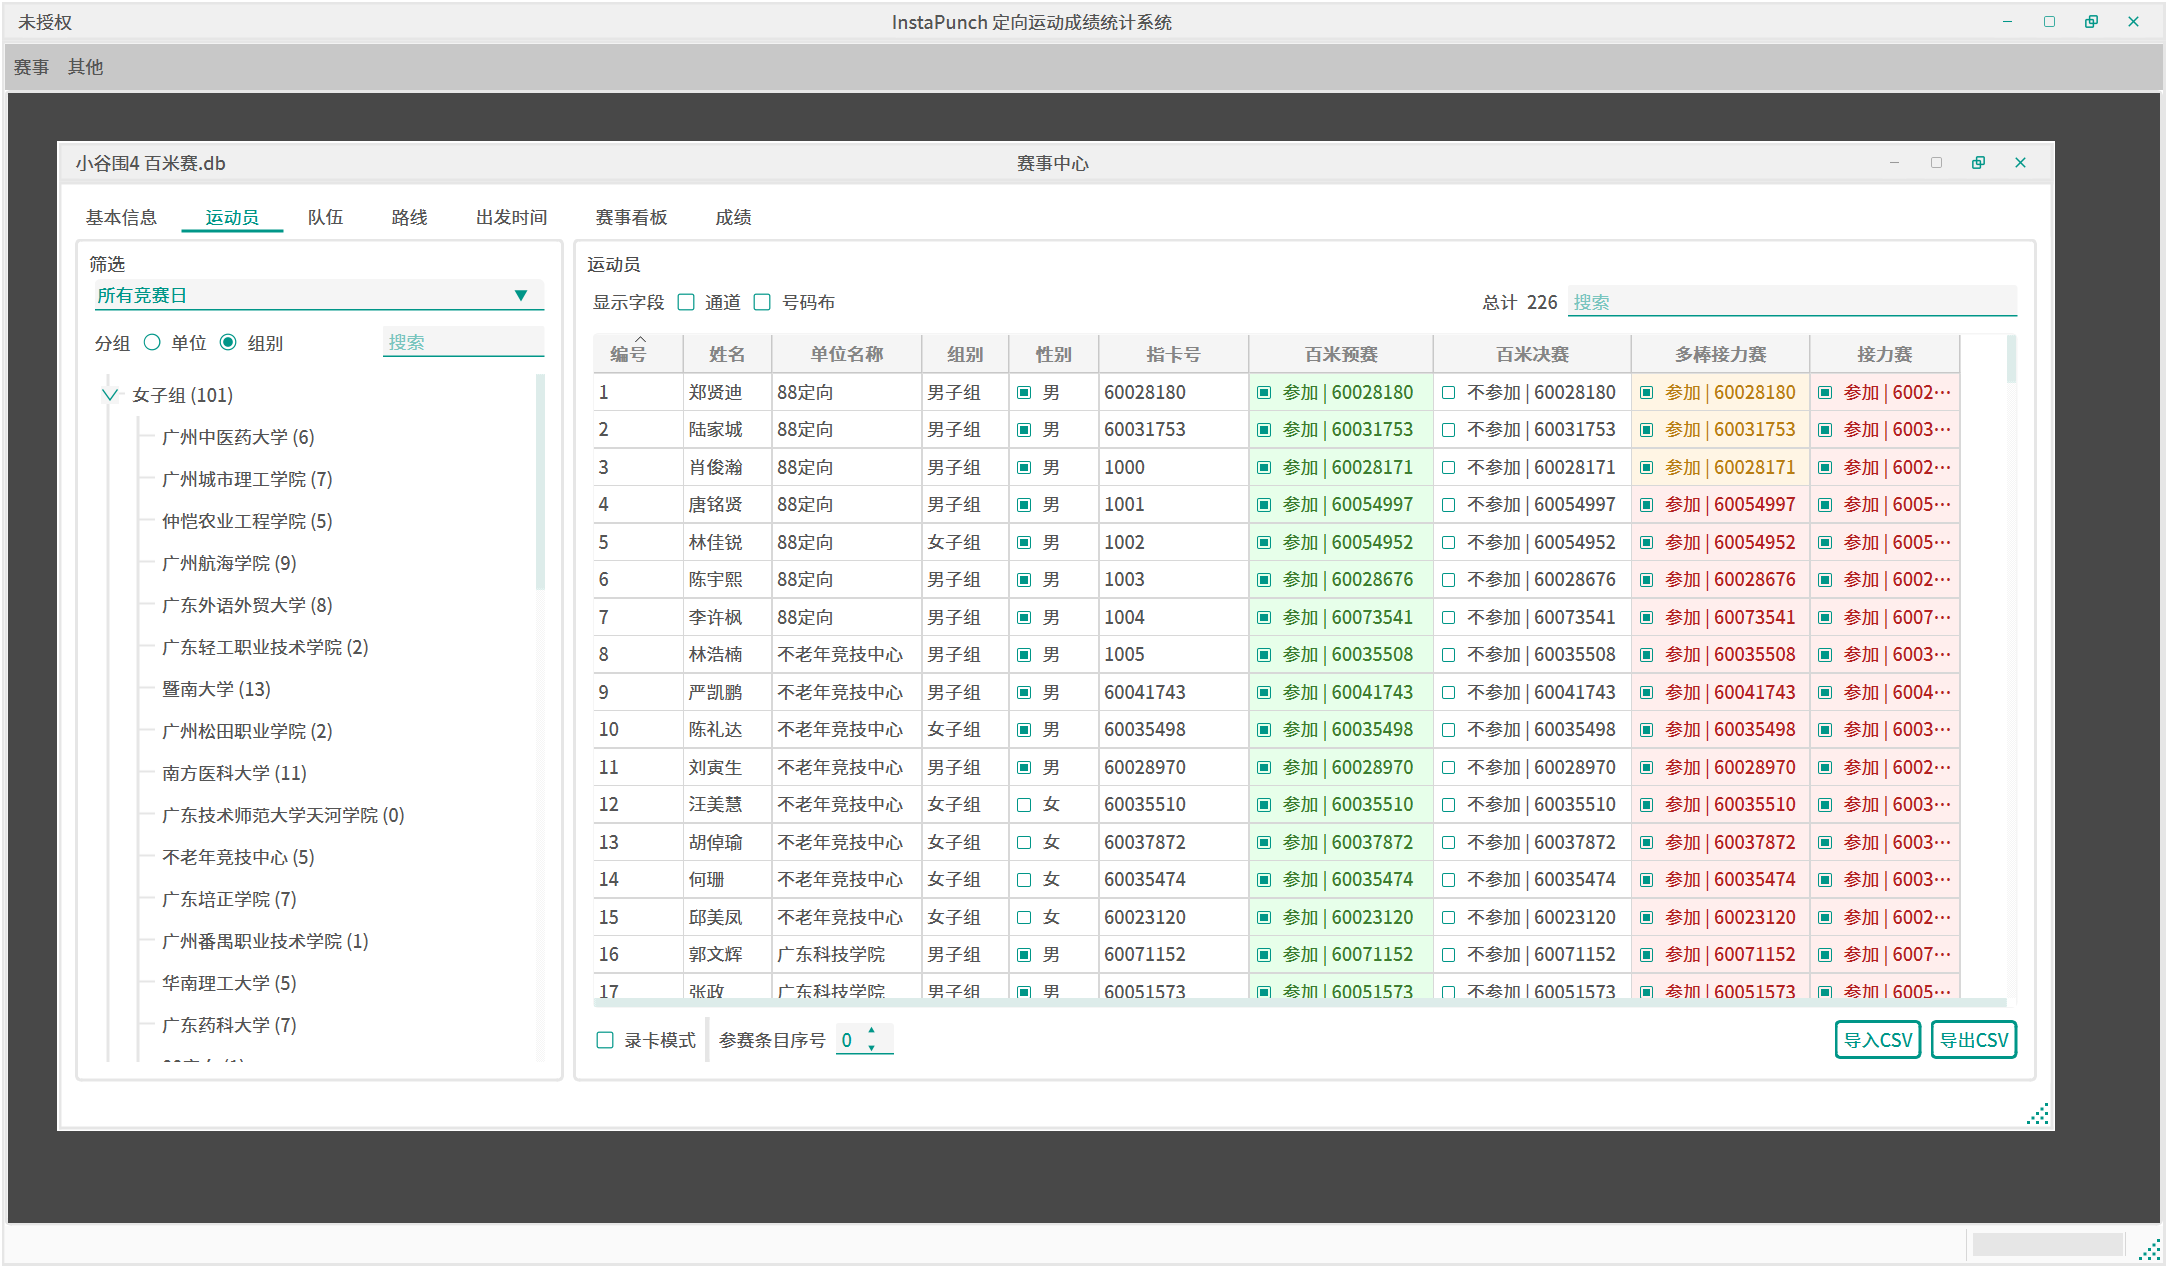 未授权
InstaPunch 定向运动成绩统计系统
赛事 其他
小谷围4 百米赛.db
赛事中心
基本信息 运动员 队伍 路线 出发时间 赛事看板 成绩
筛选
所有竞赛日
分组 单位 组别 搜索
女子组 (101)
广州中医药大学 (6)
广州城市理工学院 (7)
仲恺农业工程学院 (5)
广州航海学院 (9)
广东外语外贸大学 (8)
广东轻工职业技术学院 (2)
暨南大学 (13)
广州松田职业学院 (2)
南方医科大学 (11)
广东技术师范大学天河学院 (0)
不老年竞技中心 (5)
广东培正学院 (7)
广州番禺职业技术学院 (1)
华南理工大学 (5)
广东药科大学 (7)
运动员
显示字段 通道 号码布 总计 226 搜索
编号 姓名 单位名称 组别 性别 指卡号 百米预赛 百米决赛 多棒接力赛 接力赛
1 郑贤迪 88定向 男子组 男 60028180 参加 | 60028180 不参加 | 60028180 参加 | 60028180 参加 | 6002…
2 陆家城 88定向 男子组 男 60031753 参加 | 60031753 不参加 | 60031753 参加 | 60031753 参加 | 6003…
3 肖俊瀚 88定向 男子组 男 1000 参加 | 60028171 不参加 | 60028171 参加 | 60028171 参加 | 6002…
4 唐铭贤 88定向 男子组 男 1001 参加 | 60054997 不参加 | 60054997 参加 | 60054997 参加 | 6005…
5 林佳锐 88定向 女子组 男 1002 参加 | 60054952 不参加 | 60054952 参加 | 60054952 参加 | 6005…
6 陈宇熙 88定向 男子组 男 1003 参加 | 60028676 不参加 | 60028676 参加 | 60028676 参加 | 6002…
7 李许枫 88定向 男子组 男 1004 参加 | 60073541 不参加 | 60073541 参加 | 60073541 参加 | 6007…
8 林浩楠 不老年竞技中心 男子组 男 1005 参加 | 60035508 不参加 | 60035508 参加 | 60035508 参加 | 6003…
9 严凯鹏 不老年竞技中心 男子组 男 60041743 参加 | 60041743 不参加 | 60041743 参加 | 60041743 参加 | 6004…
10 陈礼达 不老年竞技中心 女子组 男 60035498 参加 | 60035498 不参加 | 60035498 参加 | 60035498 参加 | 6003…
11 刘寅生 不老年竞技中心 男子组 男 60028970 参加 | 60028970 不参加 | 60028970 参加 | 60028970 参加 | 6002…
12 汪美慧 不老年竞技中心 女子组 女 60035510 参加 | 60035510 不参加 | 60035510 参加 | 60035510 参加 | 6003…
13 胡倬瑜 不老年竞技中心 女子组 女 60037872 参加 | 60037872 不参加 | 60037872 参加 | 60037872 参加 | 6003…
14 何珊 不老年竞技中心 女子组 女 60035474 参加 | 60035474 不参加 | 60035474 参加 | 60035474 参加 | 6003…
15 邱美凤 不老年竞技中心 女子组 女 60023120 参加 | 60023120 不参加 | 60023120 参加 | 60023120 参加 | 6002…
16 郭文辉 广东科技学院 男子组 男 60071152 参加 | 60071152 不参加 | 60071152 参加 | 60071152 参加 | 6007…
17 张政 广东科技学院 男子组 男 60051573 参加 | 60051573 不参加 | 60051573 参加 | 60051573 参加 | 6005…
录卡模式 参赛条目序号 0 导入CSV 导出CSV